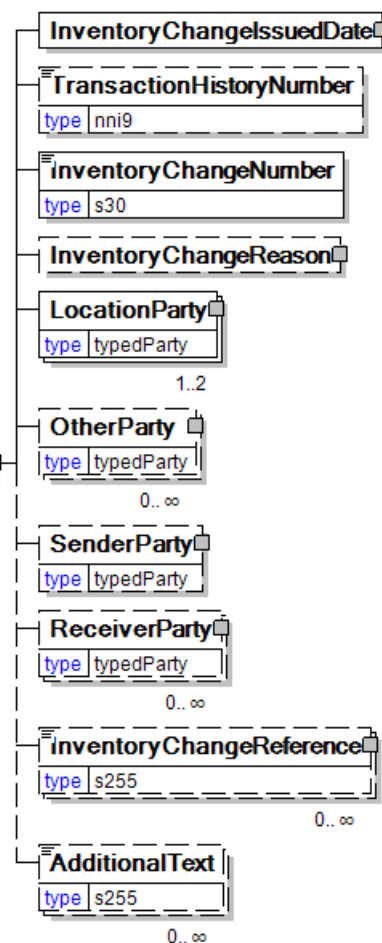 InventoryChangeIssuedDate
TransactionHistoryNumber
type nni9
InventoryChangeNumber
type s30
InventoryChangeReason
LocationParty
type typedParty
1..2
OtherParty
type typedParty
0.. ∞
SenderParty
type typedParty
ReceiverParty
type typedParty
0.. ∞
InventoryChangeReference
type s255
0.. ∞
AdditionalText
type s255
0.. ∞